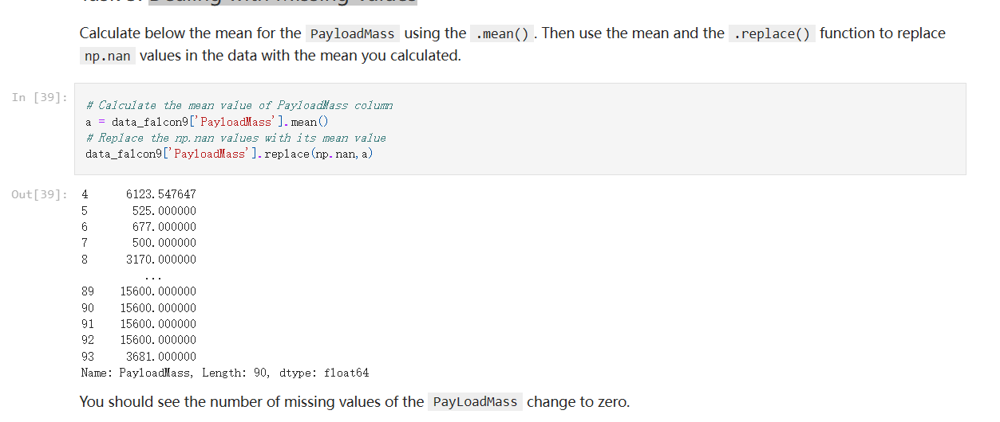 Calculate below the mean for the PayloadMass using the .mean() . Then use the mean and the .replace() function to replace
np.nan values in the data with the mean you calculated.
In [39]:
# Calculate the mean value of PayloadMass column
a = data_falcon9['PayloadMass'].mean()
# Replace the np.nan values with its mean value
data_falcon9['PayloadMass'].replace(np.nan,a)
Out[39]: 4 6123.547647
5 525.000000
6 677.000000
7 500.000000
8 3170.000000
...
89 15600.000000
90 15600.000000
91 15600.000000
92 15600.000000
93 3681.000000
Name: PayloadMass, Length: 90, dtype: float64
You should see the number of missing values of the PayLoadMass change to zero.